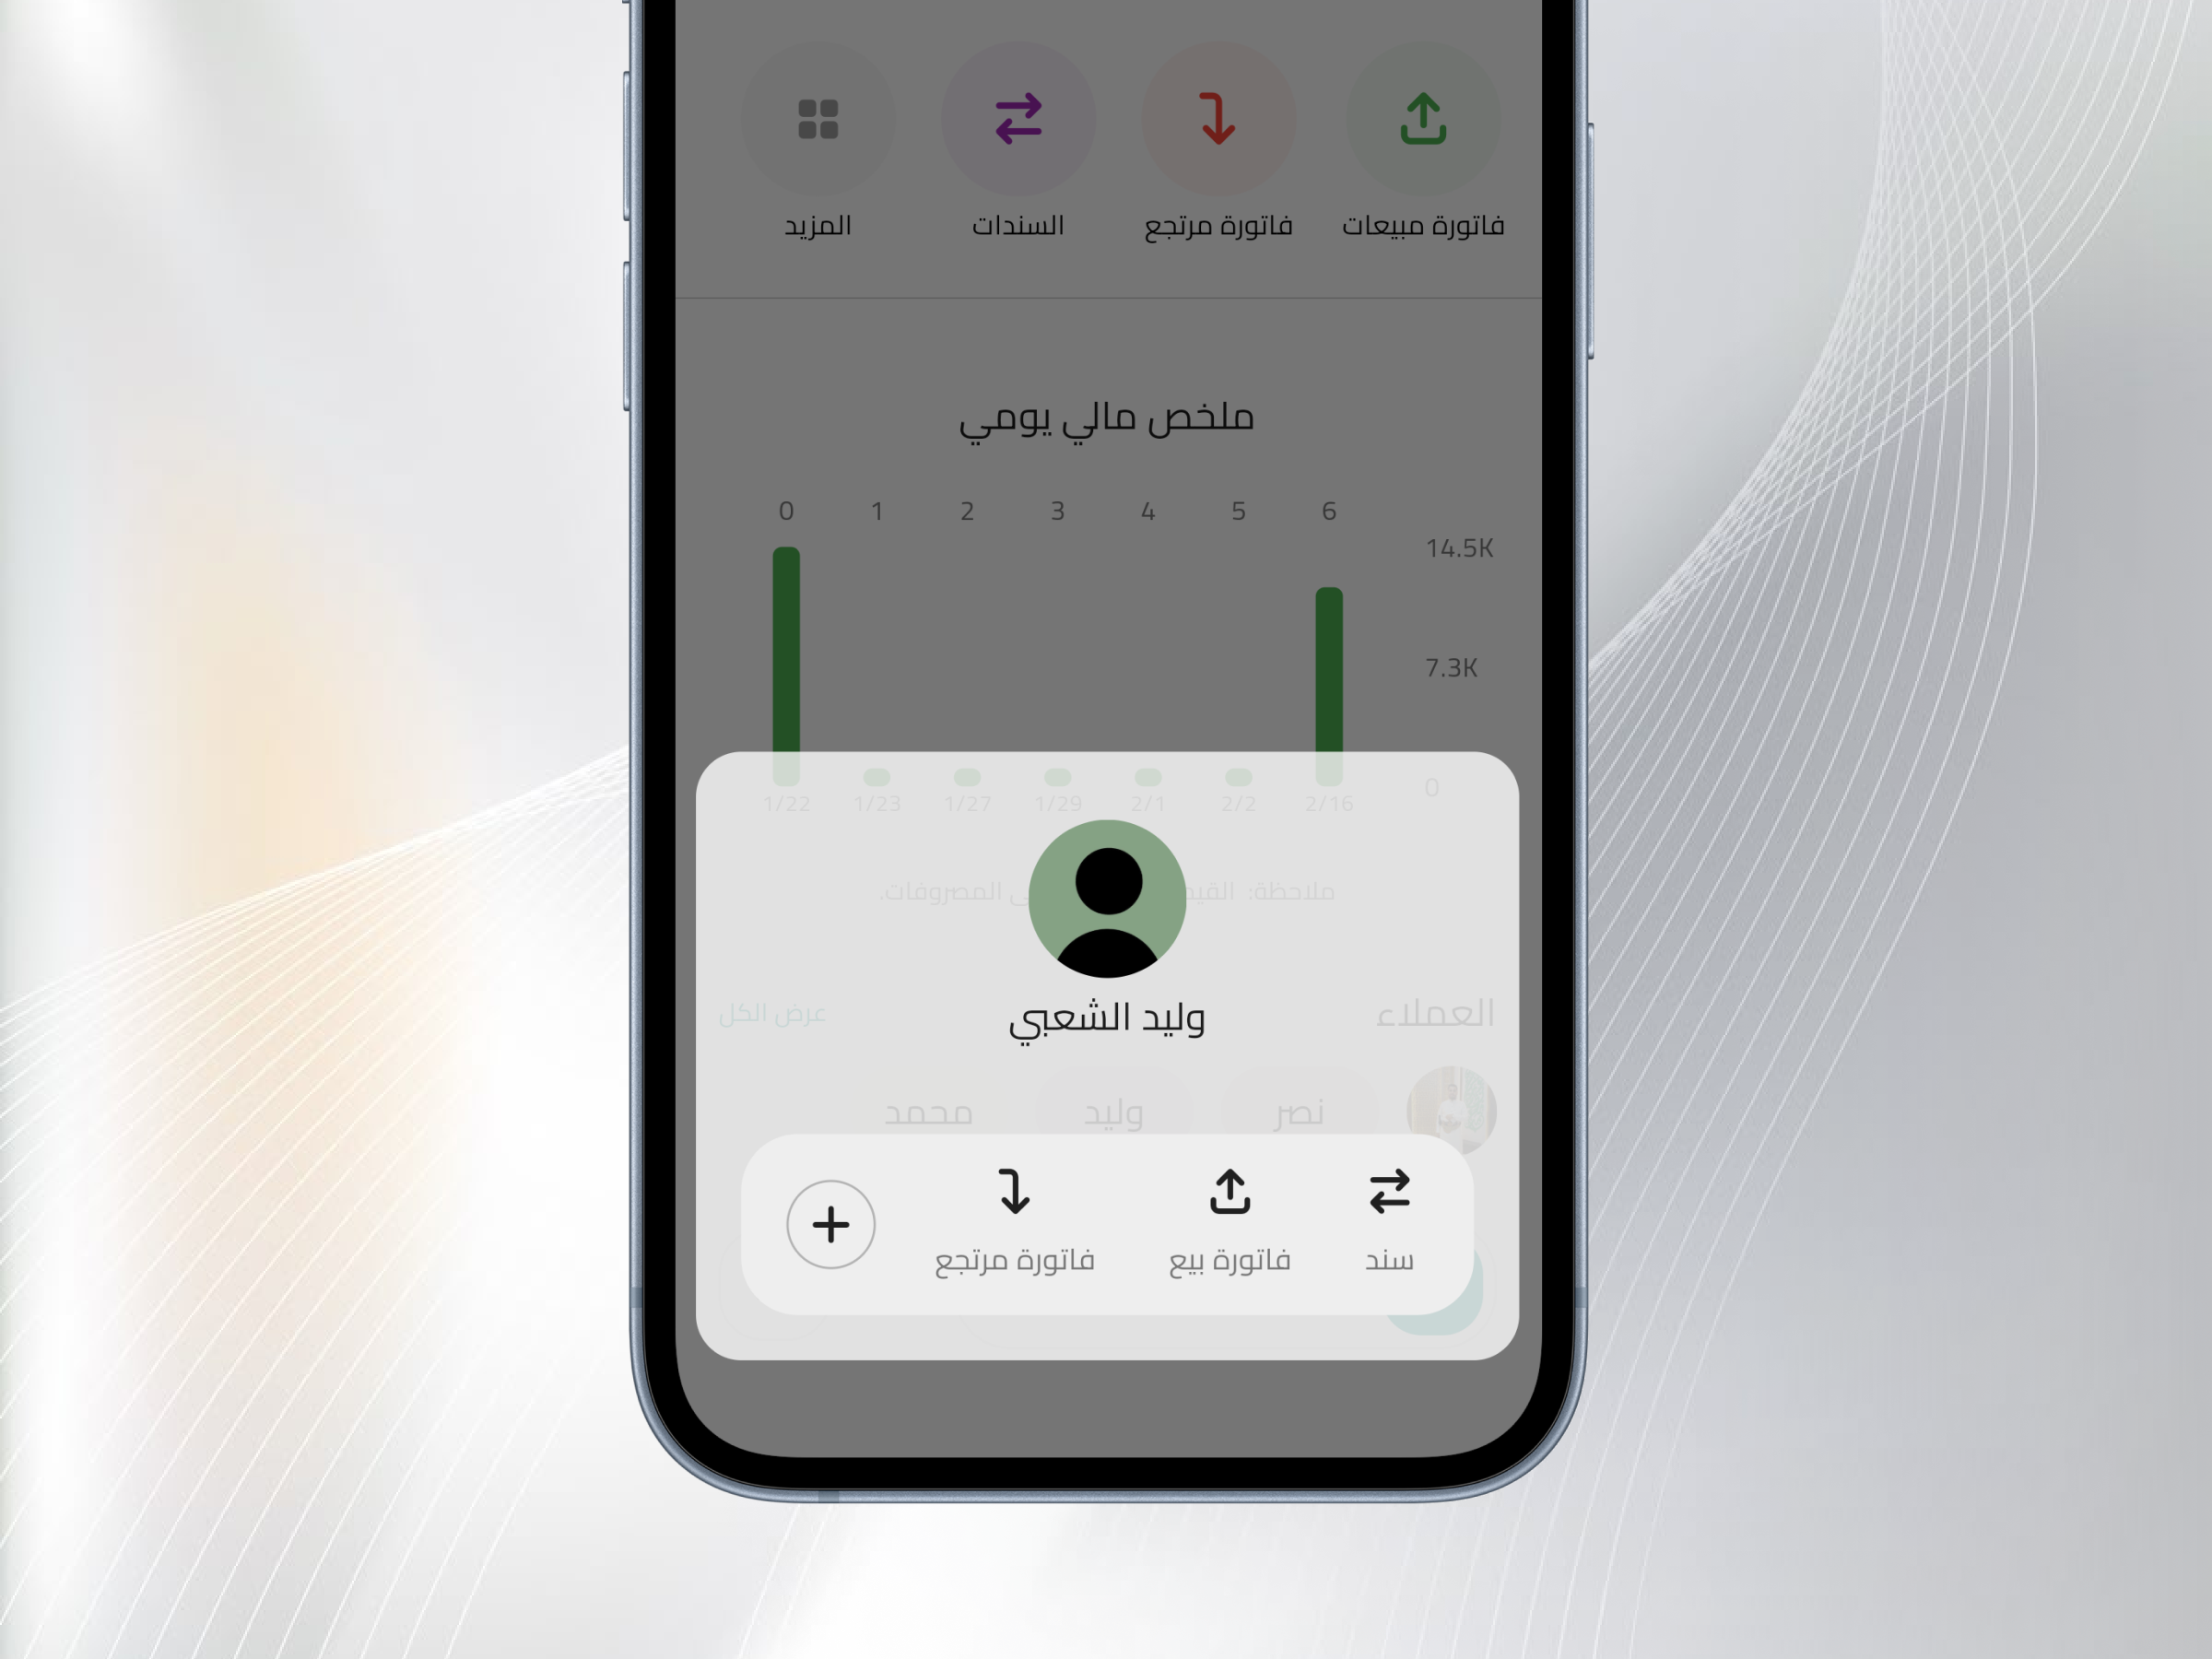 فاتورة مبيعات فاتورة مرتجع السندات المزيد
ملخص مالي يومي
0 1 2 3 4 5 6
14.5K
7.3K
0
1/22 1/23 1/27 1/29 2/1 2/2 2/16
ملاحظة: المصروفات.
وليد الشعبي
العملاء عرض الكل
نصر وليد محمد
سند فاتورة بيع فاتورة مرتجع